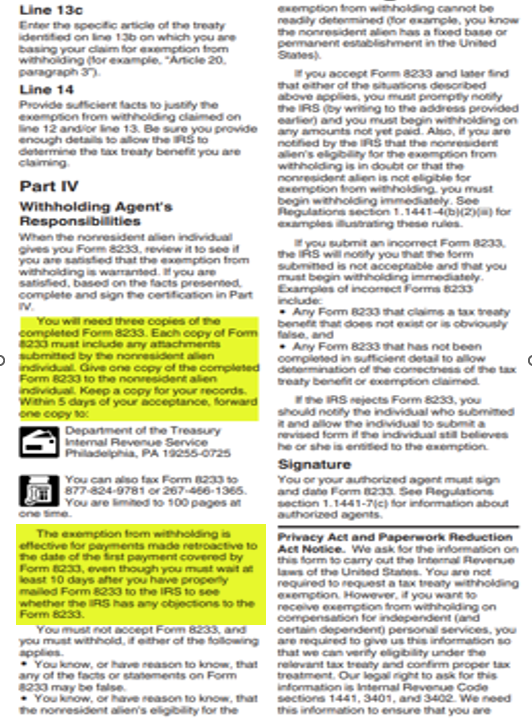 Line 13c
Enter the specific article of the treaty
identified on line 13b on which you are
basing your claim for exemption from
withholding (for example, "Article 20,
paragraph 3").
Line 14
Provide sufficient facts to justify the
exemption from withholding claimed on
line 12 and/or line 13. Be sure you provide
enough details to allow the IRS to
determine the tax treaty benefit you are
claiming.
Part IV
Withholding Agent's
Responsibilities
When the nonresident alien individual
gives you Form 8233, review it to see if
you are satisfied that the exemption from
withholding is warranted. If you are
satisfied, based on the facts presented,
complete and sign the certification in Part
IV.
You will need three copies of the
completed Form 8233. Each copy of Form
8233 must include any attachments
submitted by the nonresident alien
individual. Give one copy of the completed
Form 8233 to the nonresident alien
individual. Keep a copy for your records.
Within 5 days of your acceptance, forward
one copy to:
Department of the Treasury
Internal Revenue Service
Philadelphia, PA 19255-0725
You can also fax Form 8233 to
877-824-9781 or 267-466-1365.
You are limited to 100 pages at
one time.
The exemption from withholding is
effective for payments made retroactive to
the date of the first payment covered by
Form 8233, even though you must wait at
least 10 days after you have properly
mailed Form 8233 to the IRS to see
whether the IRS has any objections to the
Form 8233.
You must not accept Form 8233, and
you must withhold, if either of the following
applies.
• You know, or have reason to know, that
any of the facts or statements on Form
8233 may be false.
• You know, or have reason to know, that
the nonresident alien's eligibility for the
exemption from withholding cannot be
readily determined (for example, you know
the nonresident alien has a fixed base or
permanent establishment in the United
States).
If you accept Form 8233 and later find
that either of the situations described
above applies, you must promptly notify
the IRS (by writing to the address provided
earlier) and you must begin withholding on
any amounts not yet paid. Also, if you are
notified by the IRS that the nonresident
alien's eligibility for the exemption from
withholding is in doubt or that the
nonresident alien is not eligible for
exemption from withholding, you must
begin withholding immediately. See
Regulations section 1.1441-4(b)(2)(iii) for
examples illustrating these rules.
If you submit an incorrect Form 8233,
the IRS will notify you that the form
submitted is not acceptable and that you
must begin withholding immediately.
Examples of incorrect Forms 8233
include:
• Any Form 8233 that claims a tax treaty
benefit that does not exist or is obviously
false, and
• Any Form 8233 that has not been
completed in sufficient detail to allow
determination of the correctness of the tax
treaty benefit or exemption claimed.
If the IRS rejects Form 8233, you
should notify the individual who submitted
it and allow the individual to submit a
revised form if the individual still believes
he or she is entitled to the exemption.
Signature
You or your authorized agent must sign
and date Form 8233. See Regulations
section 1.1441-7(c) for information about
authorized agents.
Privacy Act and Paperwork Reduction
Act Notice. We ask for the information on
this form to carry out the Internal Revenue
laws of the United States. You are not
required to request a tax treaty withholding
exemption. However, if you want to
receive exemption from withholding on
compensation for independent (and
certain dependent) personal services, you
are required to give us this information so
that we can verify eligibility under the
relevant tax treaty and confirm proper tax
treatment. Our legal right to ask for this
information is Internal Revenue Code
sections 1441, 3401, and 3402. We need
this information to ensure that you are